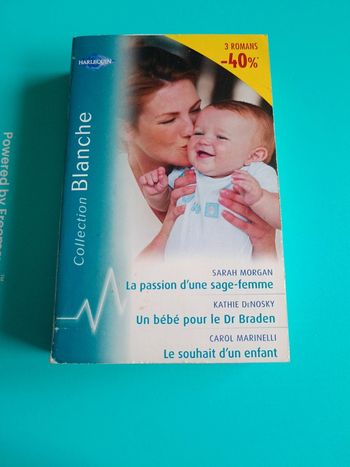 HARLEQUIN
3 ROMANS
-40%*
Collection Blanche
SARAH MORGAN
La passion d'une sage-femme
KATHIE DeNOSKY
Un bébé pour le Dr Braden
CAROL MARINELLI
Le souhait d'un enfant
Powered by